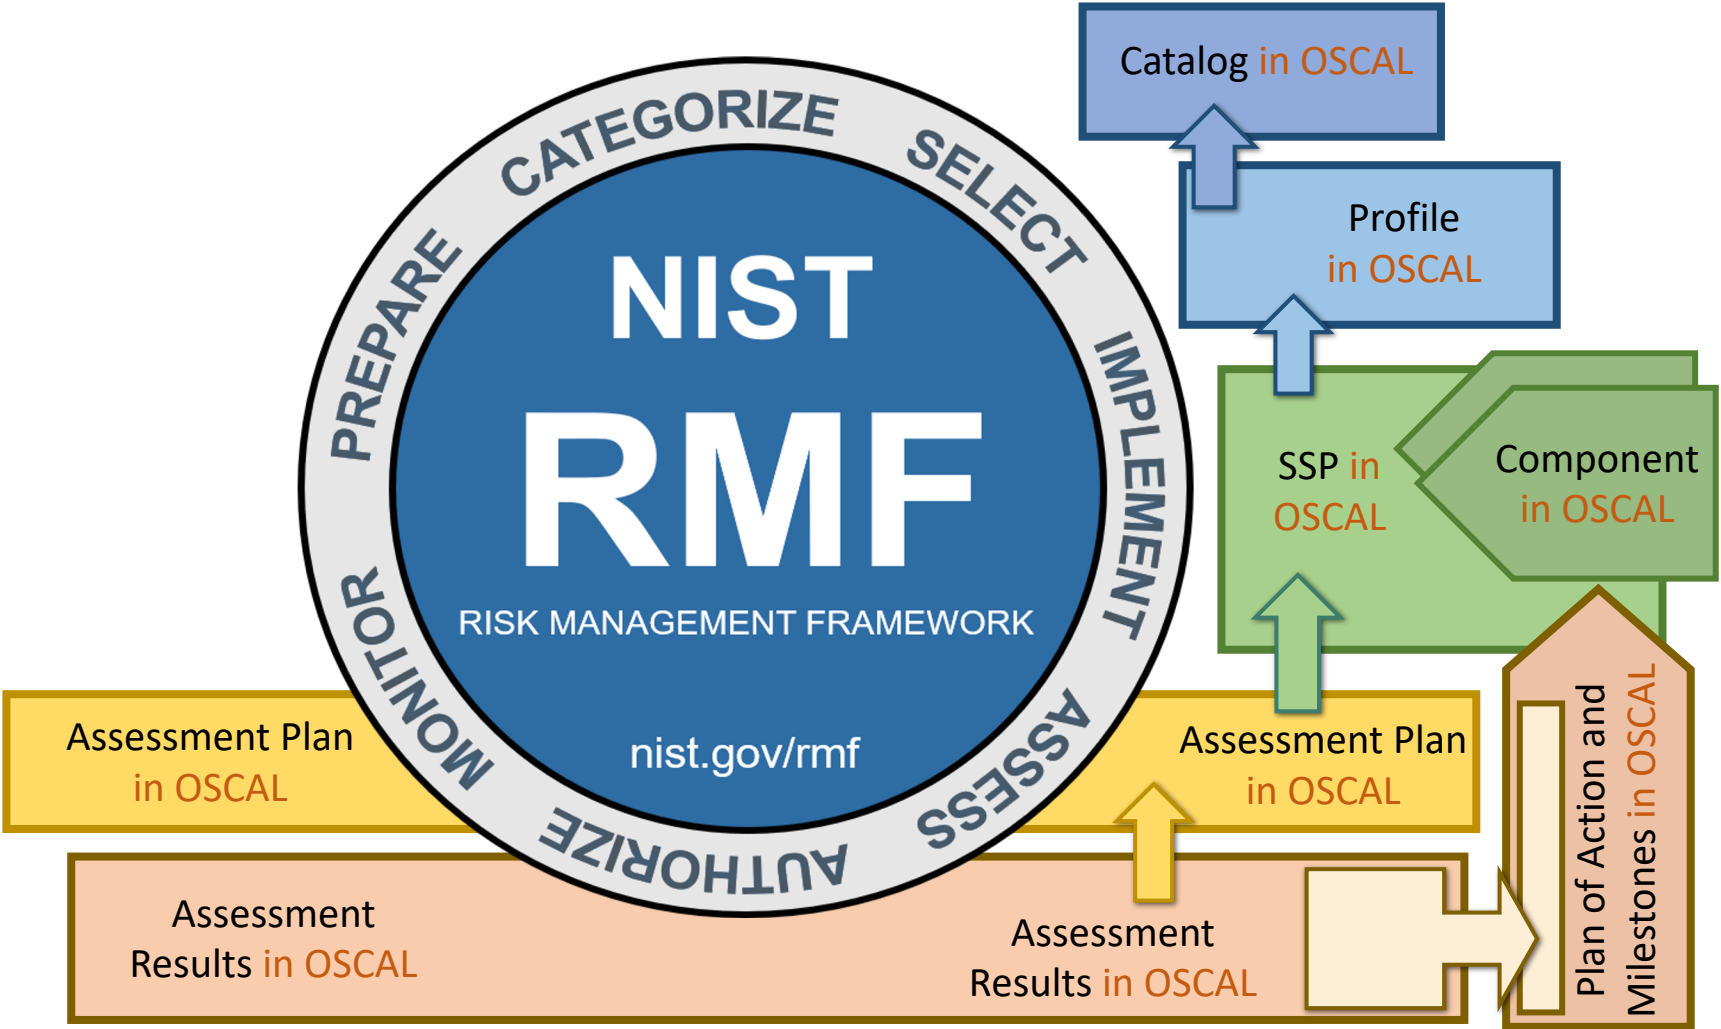 Catalog in OSCAL
Profile
in OSCAL
SSP in
OSCAL
Component
in OSCAL
PREPARE
CATEGORIZE
SELECT
IMPLEMENT
ASSESS
AUTHORIZE
MONITOR
NIST
RMF
RISK MANAGEMENT FRAMEWORK
nist.gov/rmf
Assessment Plan
in OSCAL
Assessment Plan
in OSCAL
Assessment
Results in OSCAL
Assessment
Results in OSCAL
Plan of Action and
Milestones in OSCAL